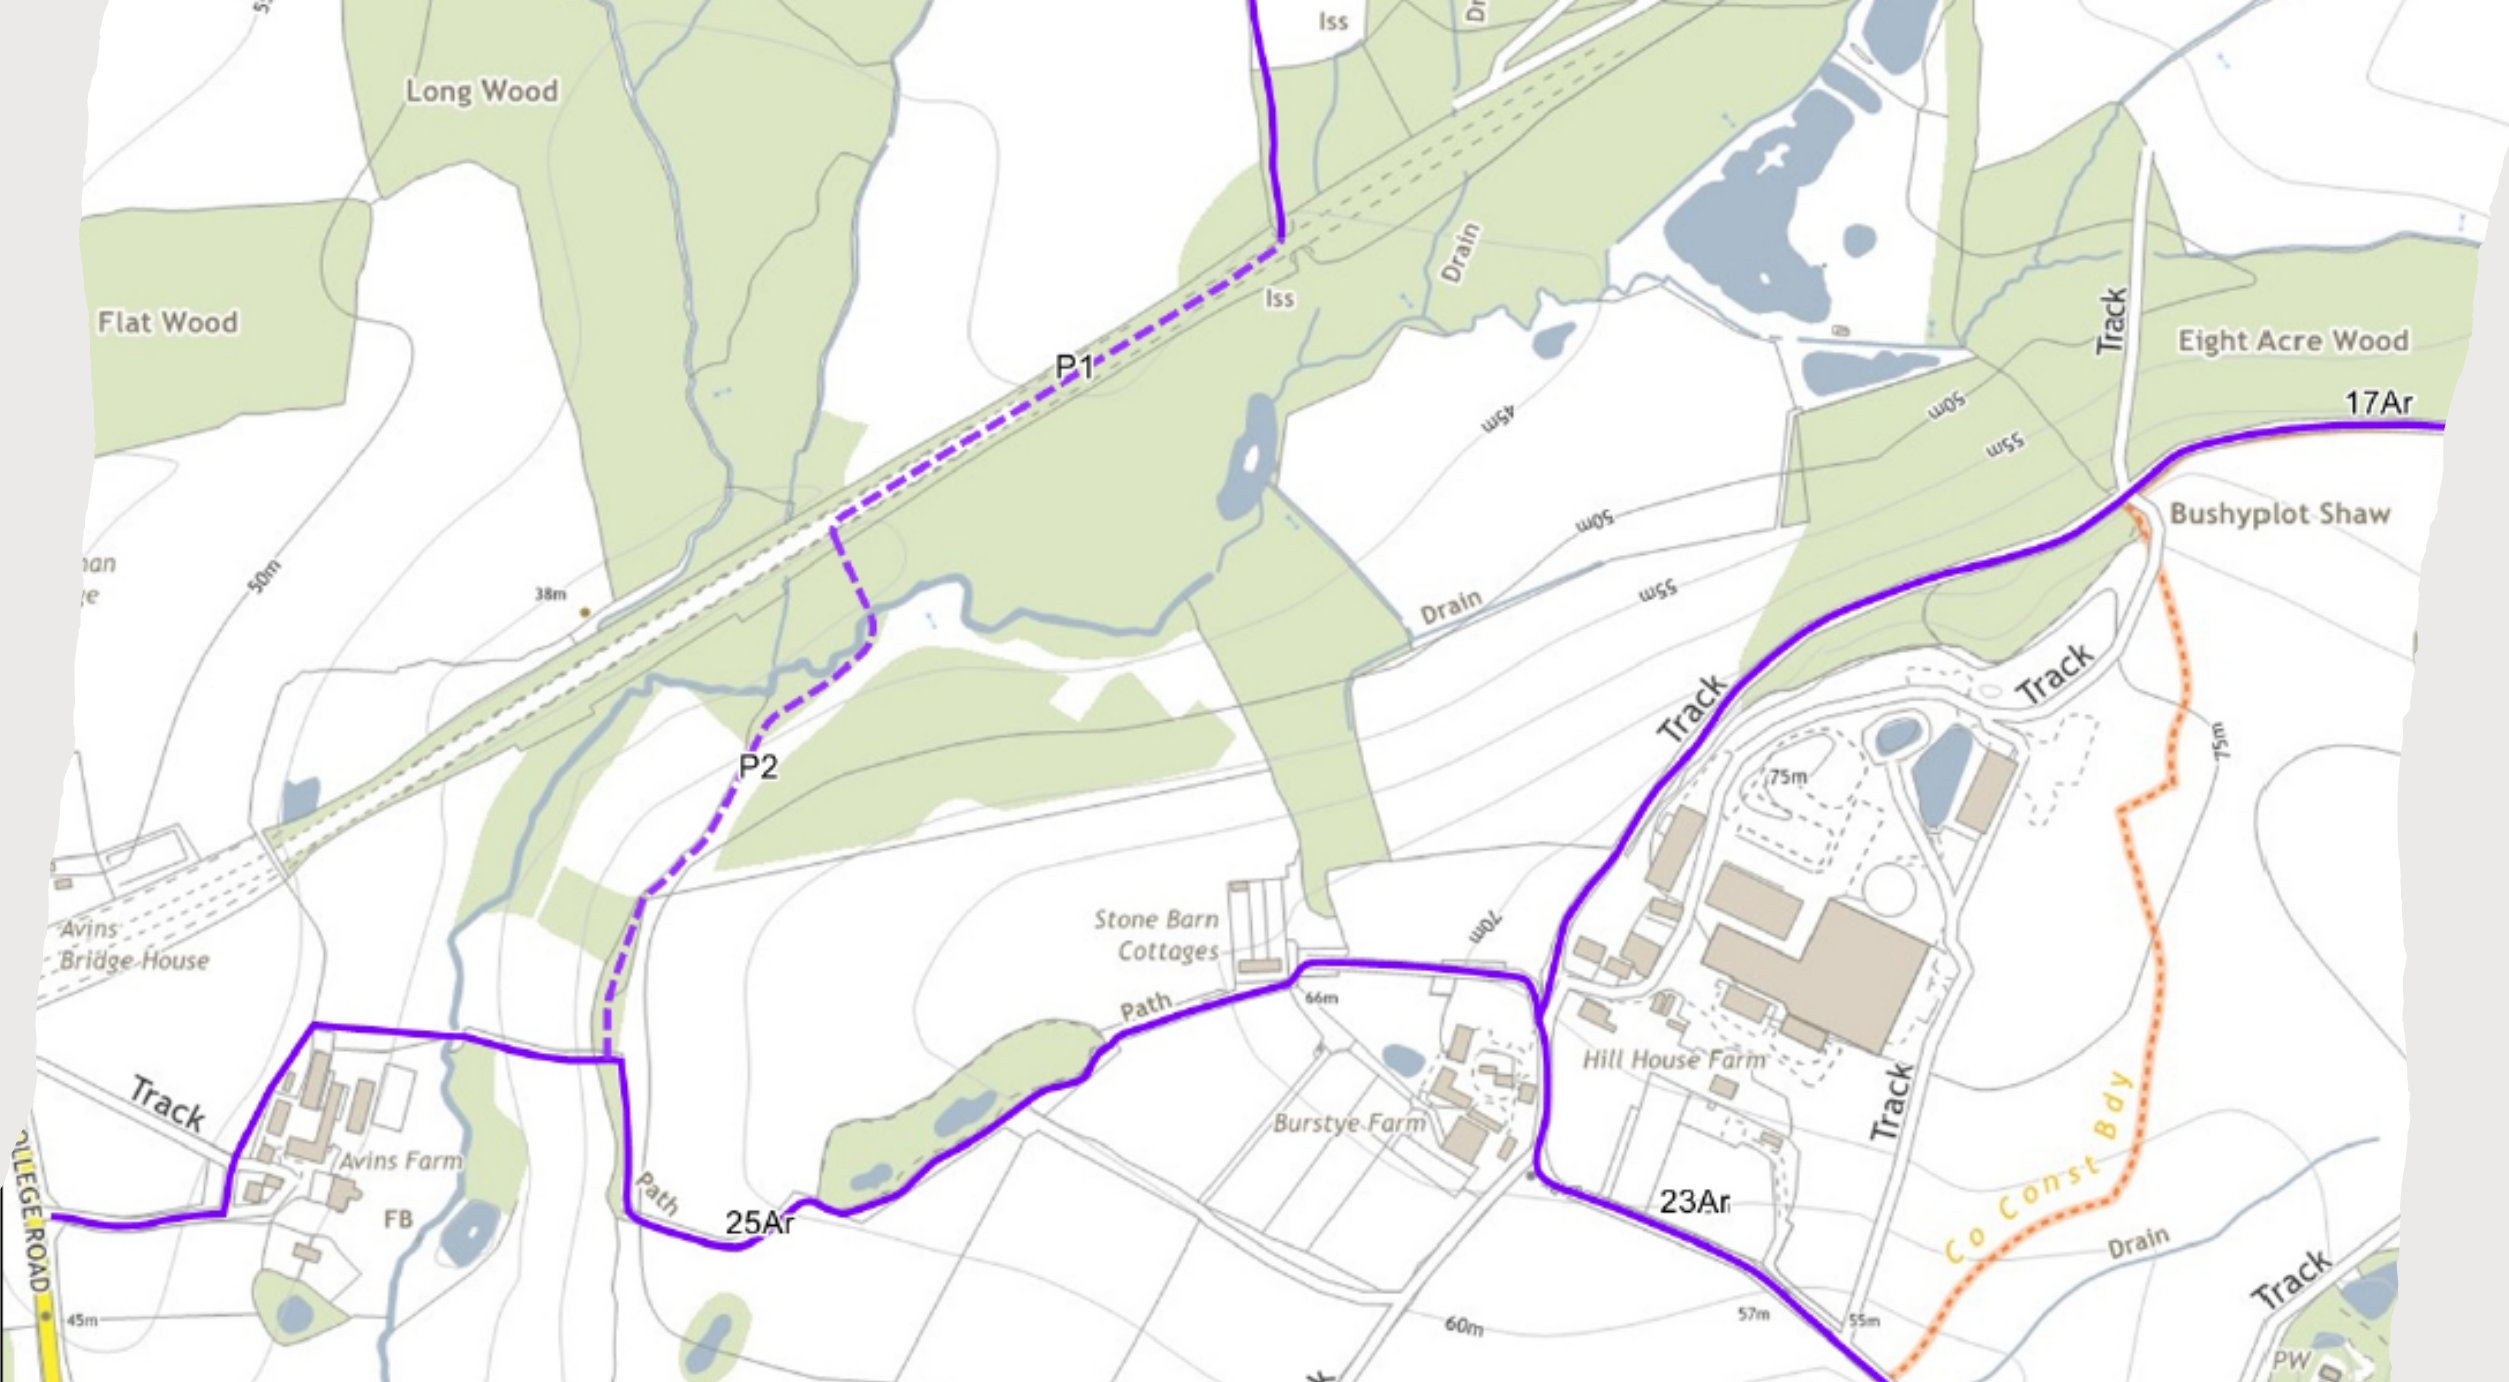 Iss
Long Wood
Flat Wood
Drain
Iss
P1
Track
Eight Acre Wood
17Ar
45m
50m
55m
Bushyplot Shaw
50m
50m
38m
55m
Drain
Track
Track
P2
75m
75m
Avins
Bridge House
Stone Barn
Cottages
70m
Path
66m
Hill House Farm
Track
Track
Burstye Farm
Avins Farm
Path
FB
25Ar
23Ar
Co Const Bdy
Drain
Track
45m
60m
57m
55m
PW